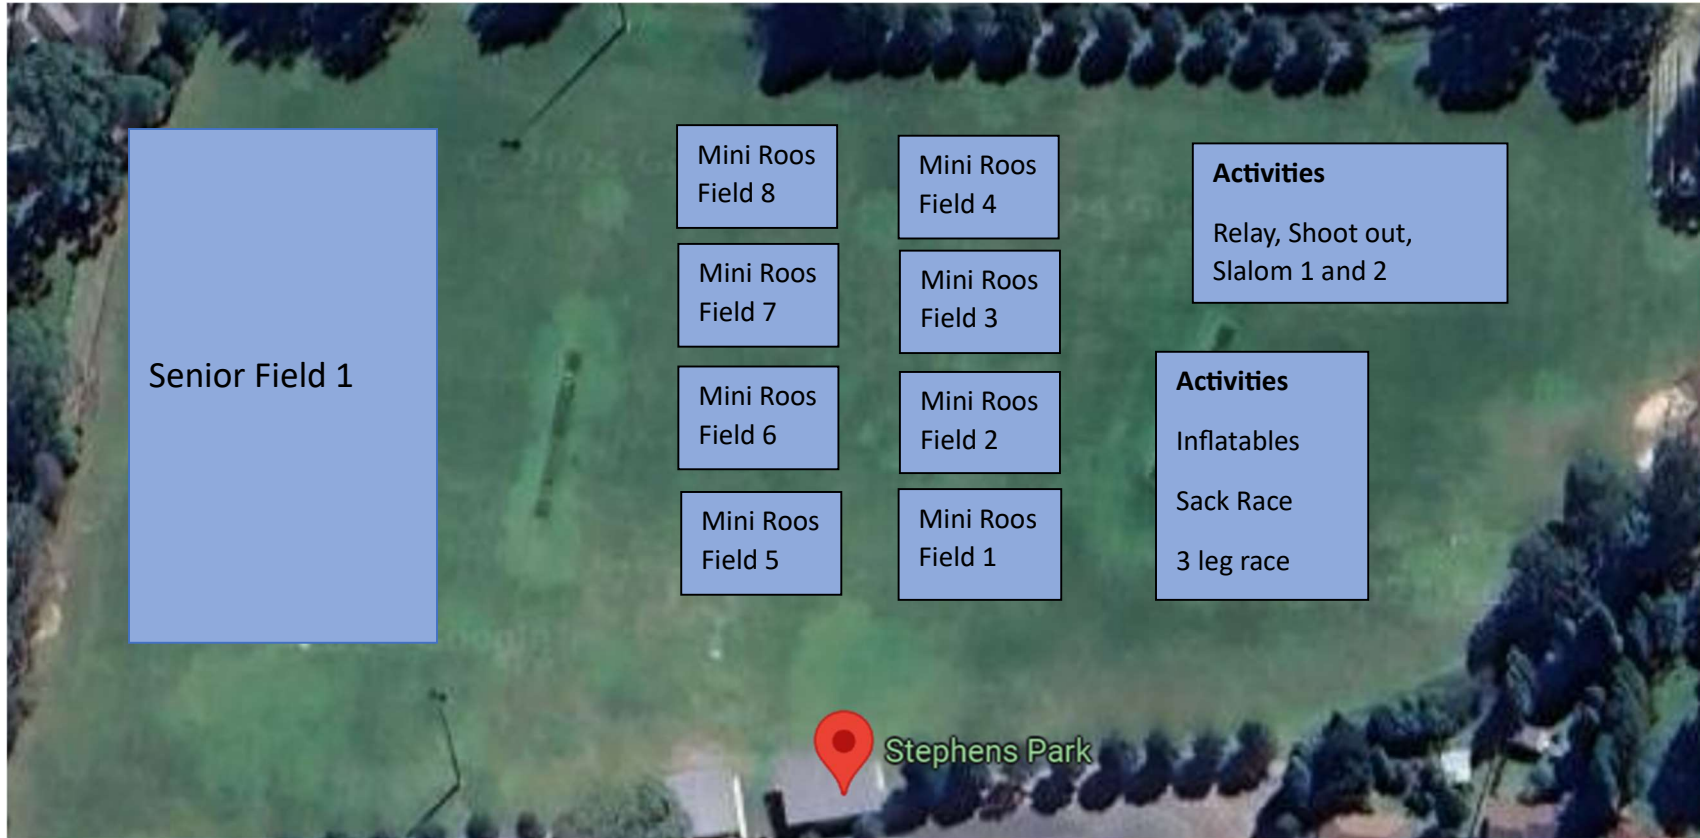 Senior Field 1
Mini Roos
Field 8
Mini Roos
Field 7
Mini Roos
Field 6
Mini Roos
Field 5
Mini Roos
Field 4
Mini Roos
Field 3
Mini Roos
Field 2
Mini Roos
Field 1
Activities
Relay, Shoot out,
Slalom 1 and 2
Activities
Inflatables
Sack Race
3 leg race
Stephens Park